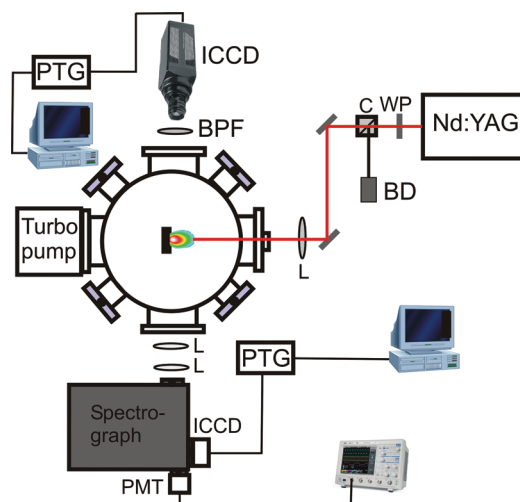 PTG
ICCD
BPF
C
WP
Nd:YAG
BD
Turbo
pump
L
L
L
PTG
Spectro-
graph
ICCD
PMT